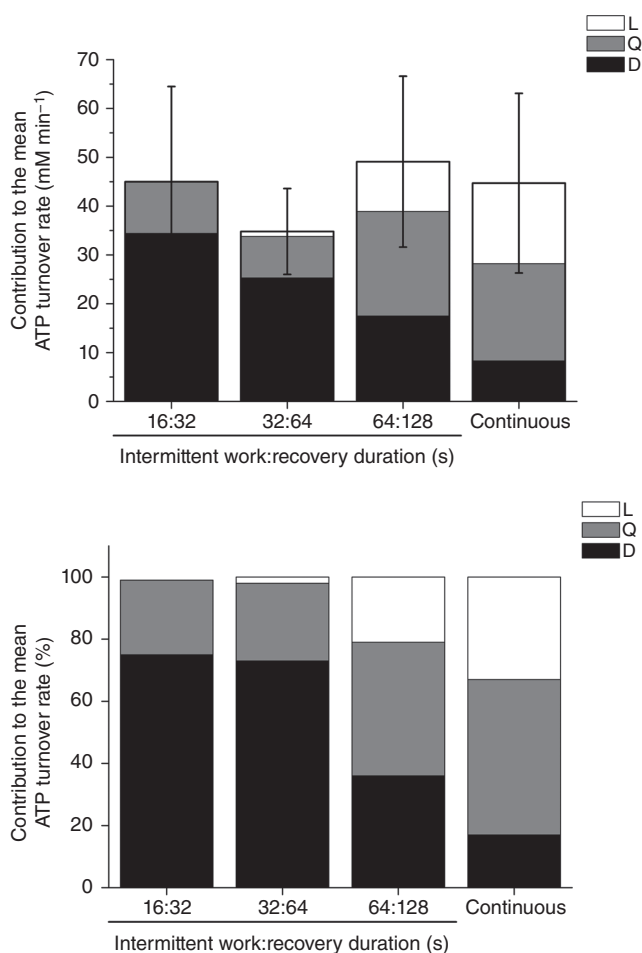 L
Q
D
Contribution to the mean
ATP turnover rate (mM min⁻¹)
70
60
50
40
30
20
10
0
16:32
32:64
64:128
Continuous
Intermittent work:recovery duration (s)
L
Q
D
Contribution to the mean
ATP turnover rate (%)
100
80
60
40
20
0
16:32
32:64
64:128
Continuous
Intermittent work:recovery duration (s)